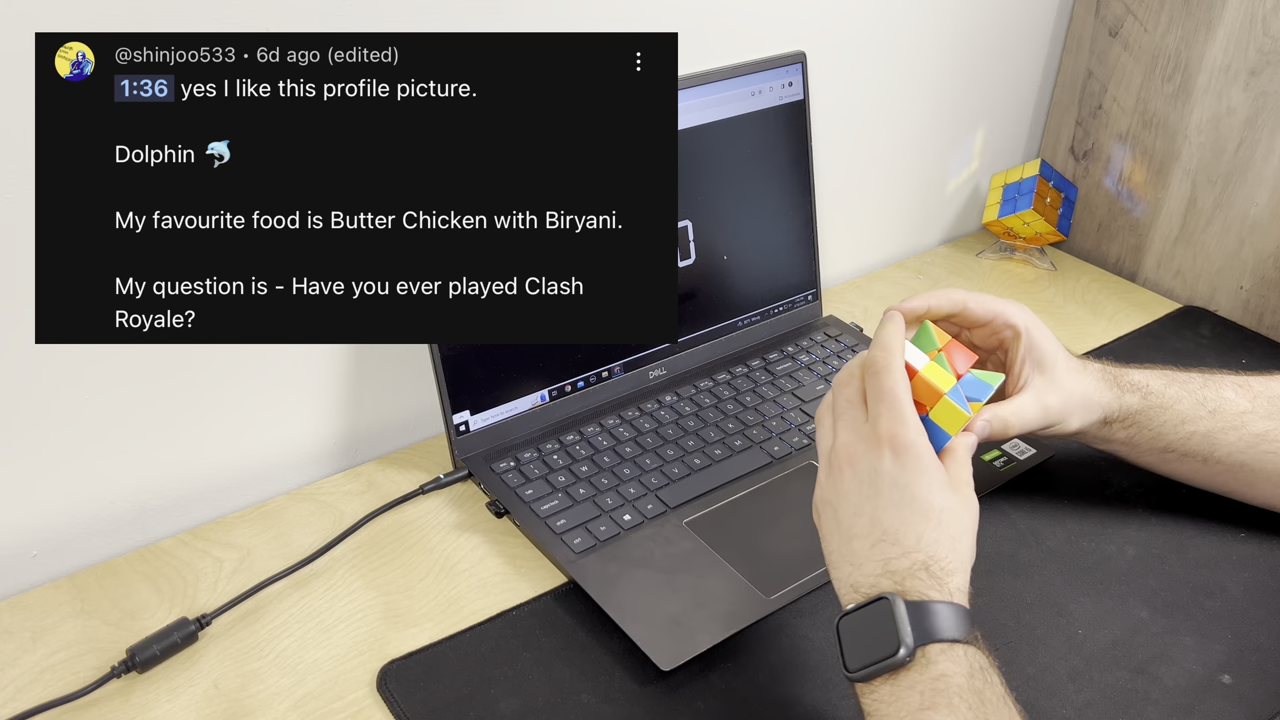 @shinjoo533 • 6d ago (edited)
1:36 yes I like this profile picture.
Dolphin 🐬
My favourite food is Butter Chicken with Biryani.
My question is - Have you ever played Clash
Royale?
DELL